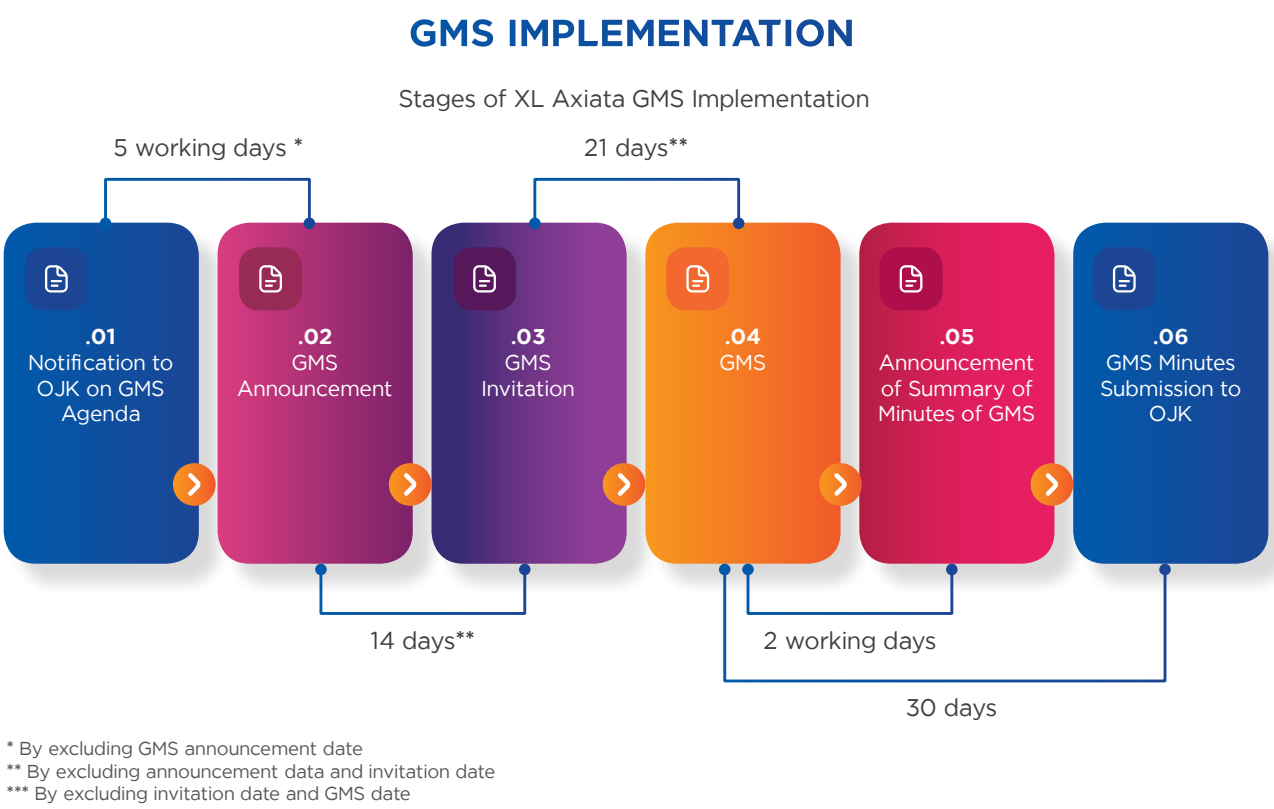 GMS IMPLEMENTATION
Stages of XL Axiata GMS Implementation
5 working days *
21 days**
.01
Notification to
OJK on GMS
Agenda
.02
GMS
Announcement
.03
GMS
Invitation
.04
GMS
.05
Announcement
of Summary of
Minutes of GMS
.06
GMS Minutes
Submission to
OJK
14 days**
2 working days
30 days
* By excluding GMS announcement date
** By excluding announcement data and invitation date
*** By excluding invitation date and GMS date